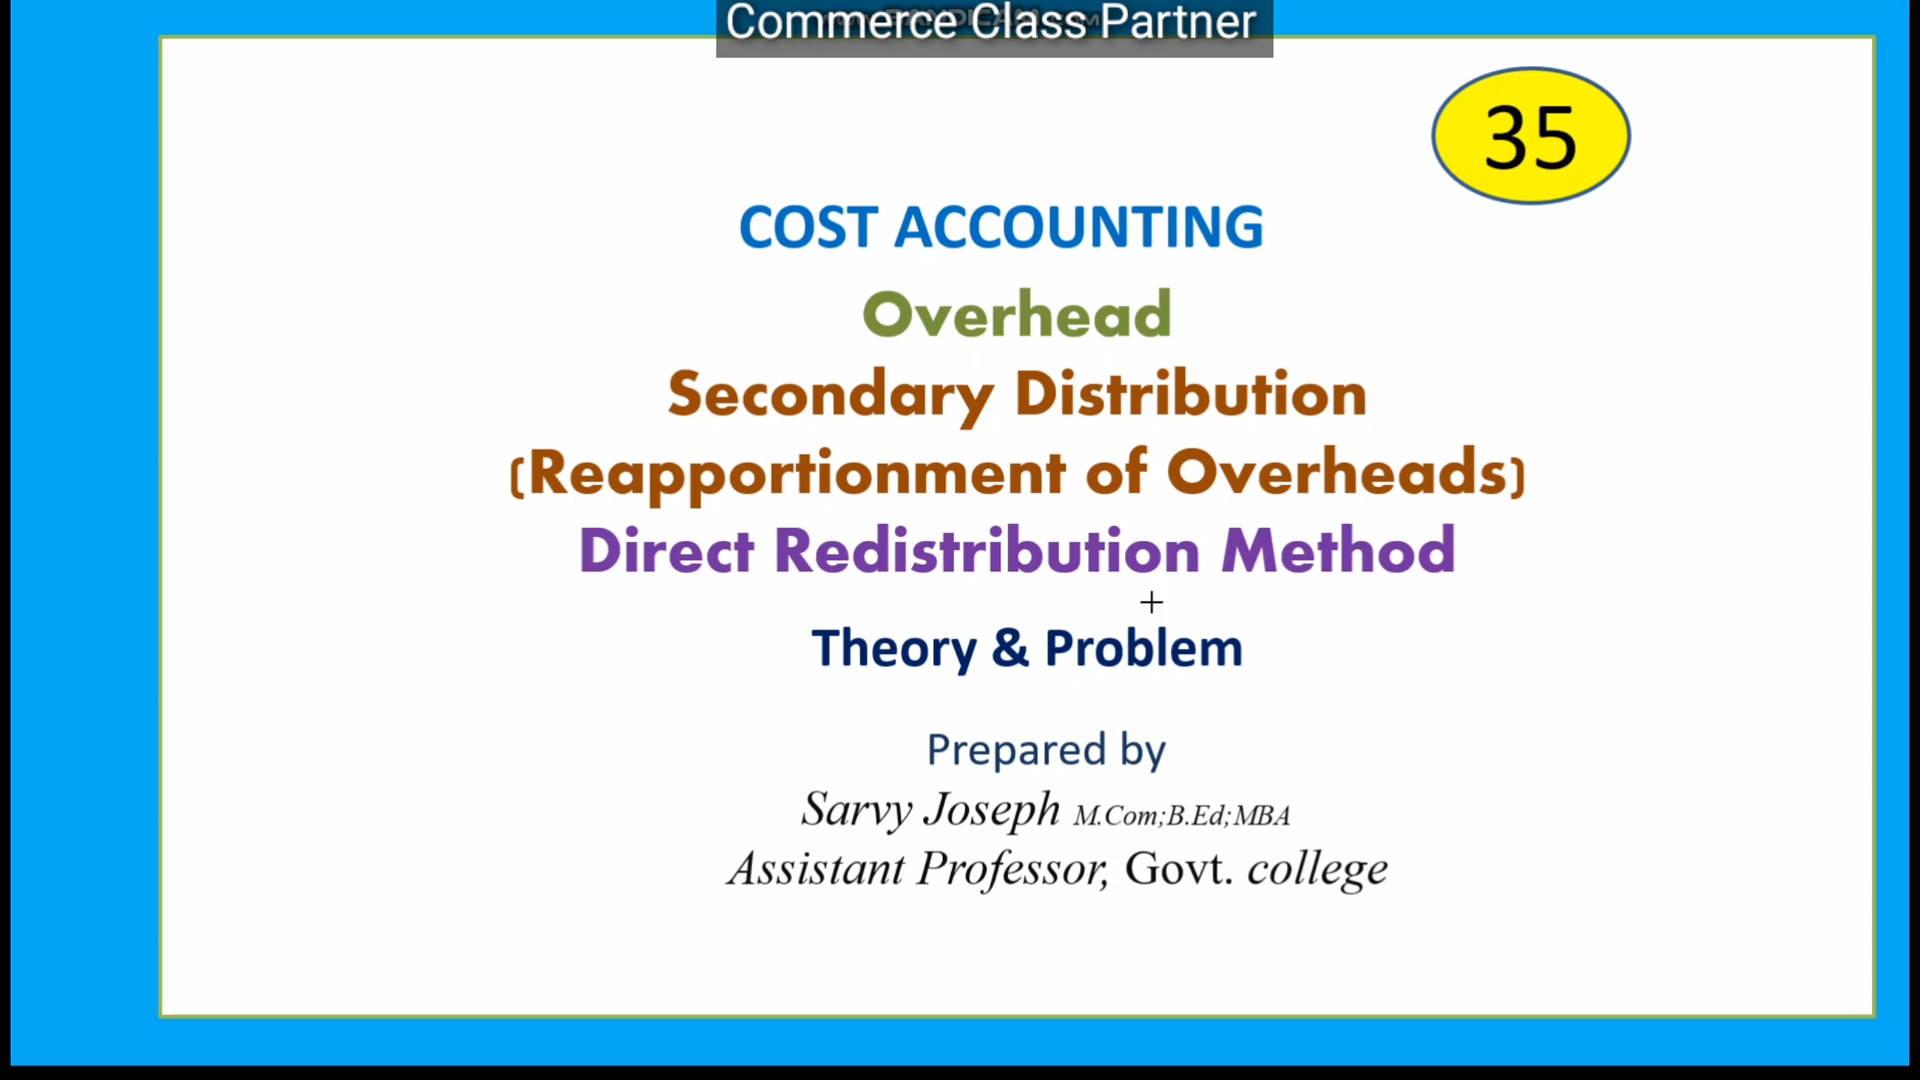 Commerce Class Partner
35
COST ACCOUNTING
Overhead
Secondary Distribution
(Reapportionment of Overheads)
Direct Redistribution Method
Theory & Problem
Prepared by
Sarvy Joseph M.Com;B.Ed;MBA
Assistant Professor, Govt. college